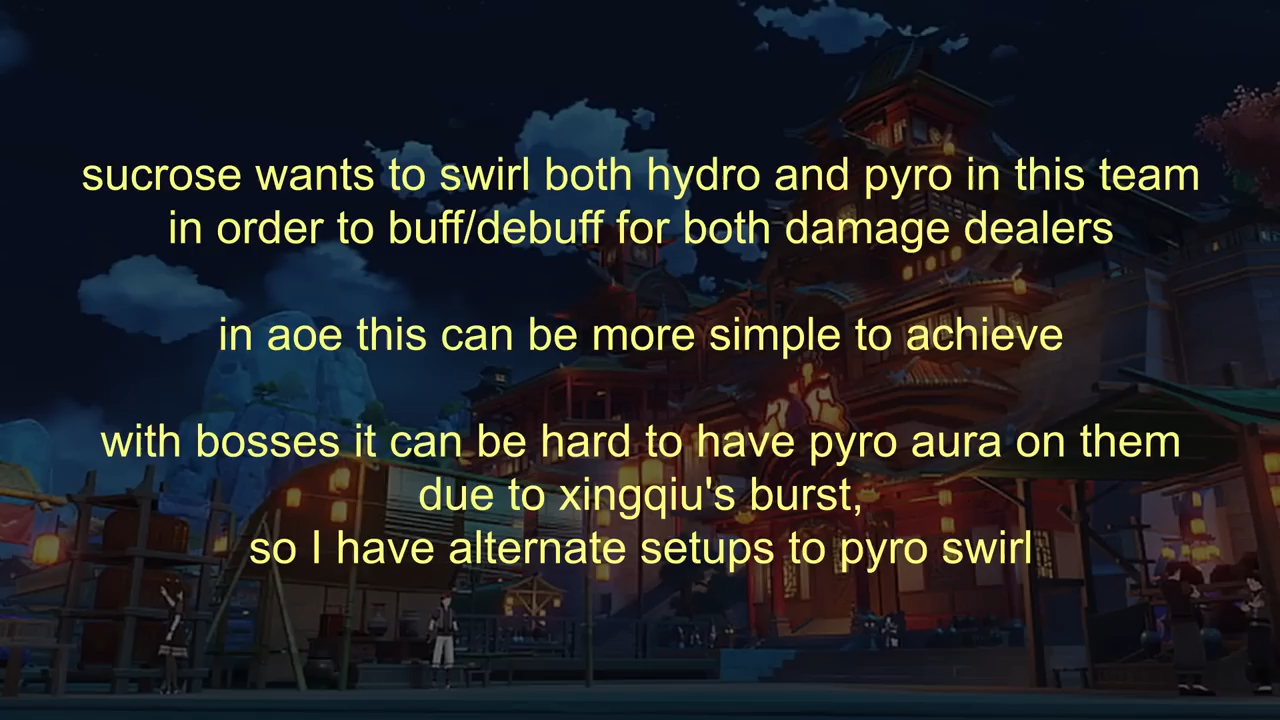 sucrose wants to swirl both hydro and pyro in this team
in order to buff/debuff for both damage dealers
in aoe this can be more simple to achieve
with bosses it can be hard to have pyro aura on them
due to xingqiu's burst,
so I have alternate setups to pyro swirl